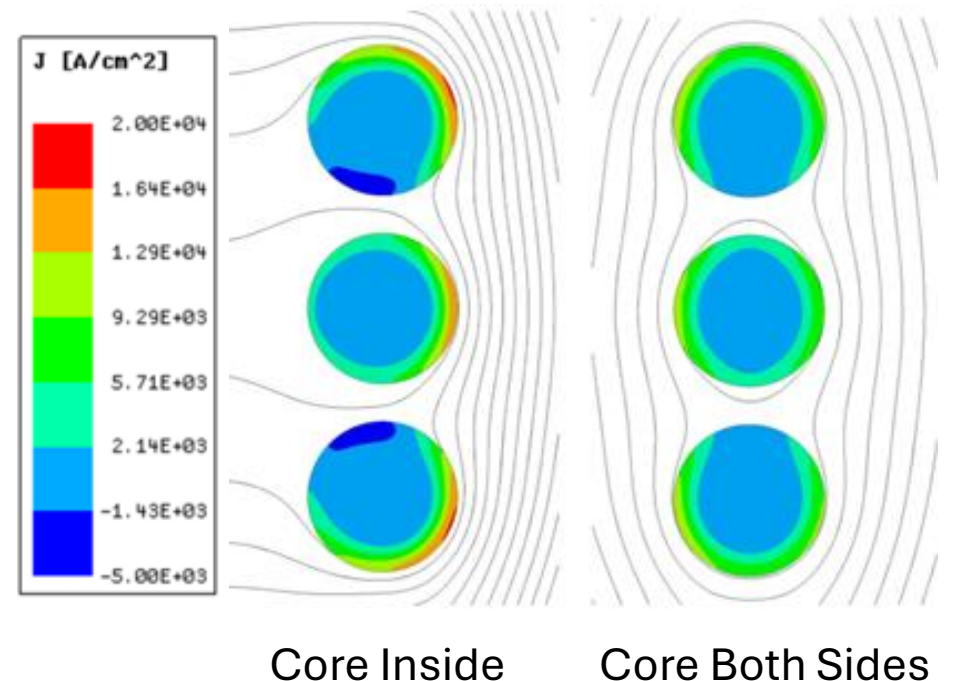 J [A/cm^2]
2.00E+04
1.64E+04
1.29E+04
9.29E+03
5.71E+03
2.14E+03
-1.43E+03
-5.00E+03
Core Inside
Core Both Sides